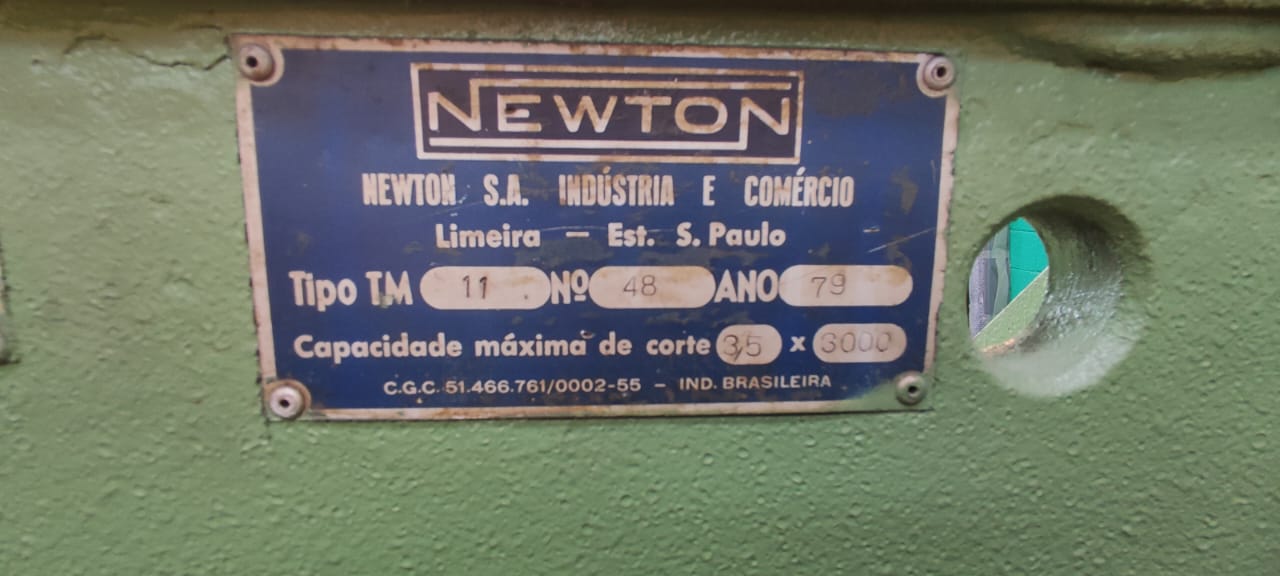 NEWTON
NEWTON S.A. INDÚSTRIA E COMÉRCIO
Limeira - Est. S. Paulo
Tipo TM 11 Nº 48 ANO 79
Capacidade máxima de corte 3,5 x 3000
C.G.C. 51.466.761/0002-55 - IND. BRASILEIRA